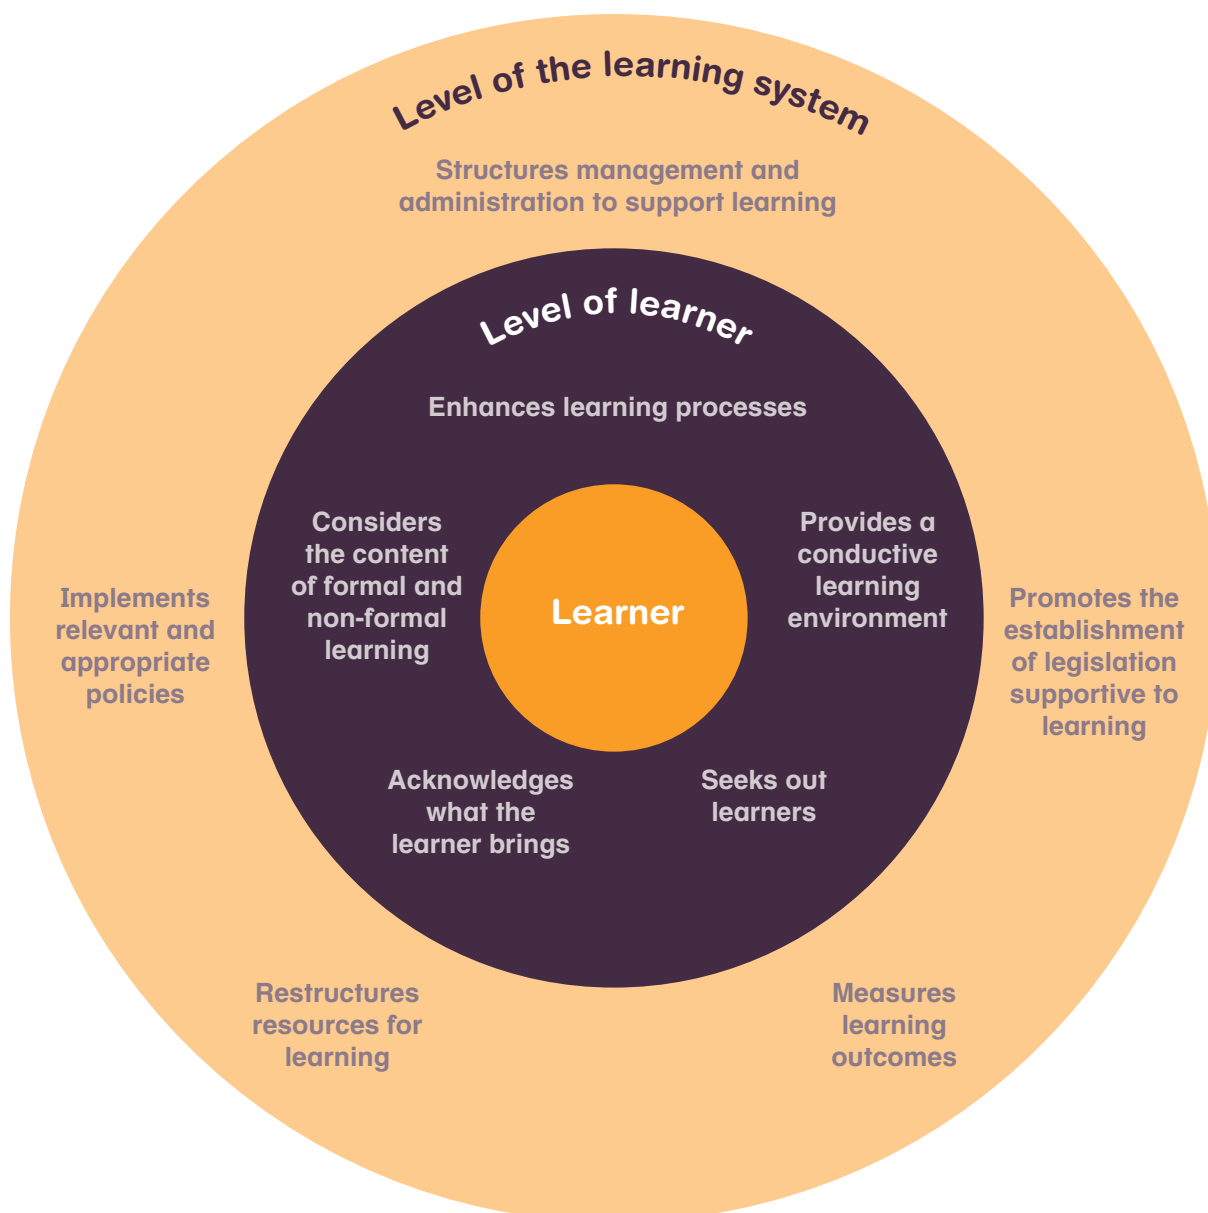 Level of the learning system
Structures management and
administration to support learning
Level of learner
Enhances learning processes
Considers
the content
of formal and
non-formal
learning
Provides a
conductive
learning
environment
Learner
Implements
relevant and
appropriate
policies
Promotes the
establishment
of legislation
supportive to
learning
Acknowledges
what the
learner brings
Seeks out
learners
Restructures
resources for
learning
Measures
learning
outcomes